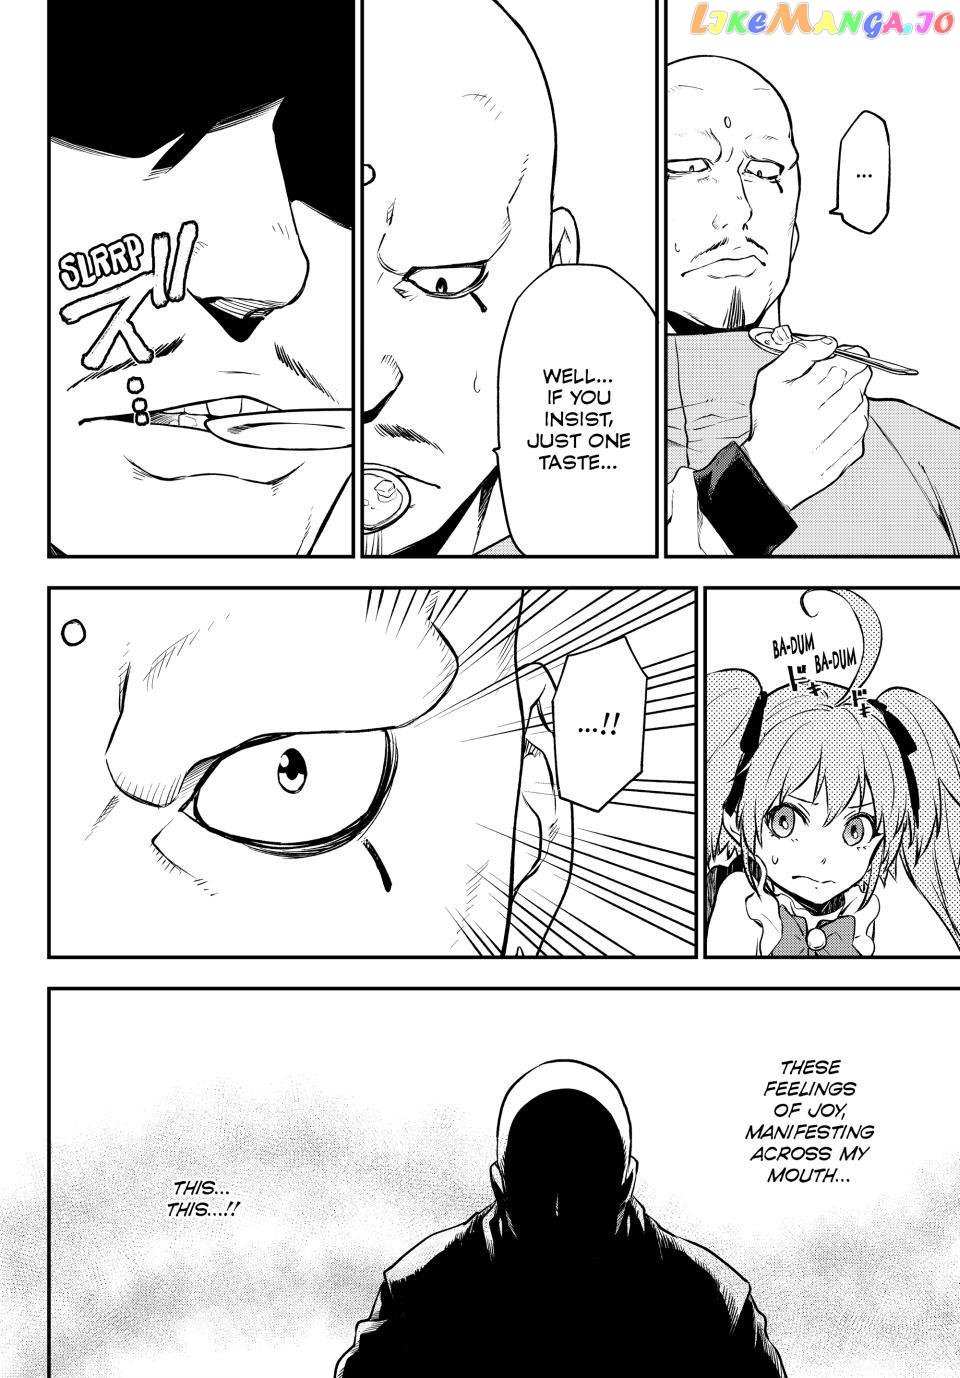 LIKEMANGA.IO
...
WELL...
IF YOU
INSIST,
JUST ONE
TASTE...
SLRRP
ズッ
BA-DUM
BA-DUM
ドキ
ドキ
...!!
THESE
FEELINGS
OF JOY,
MANIFESTING
ACROSS MY
MOUTH...
THIS...
THIS...!!